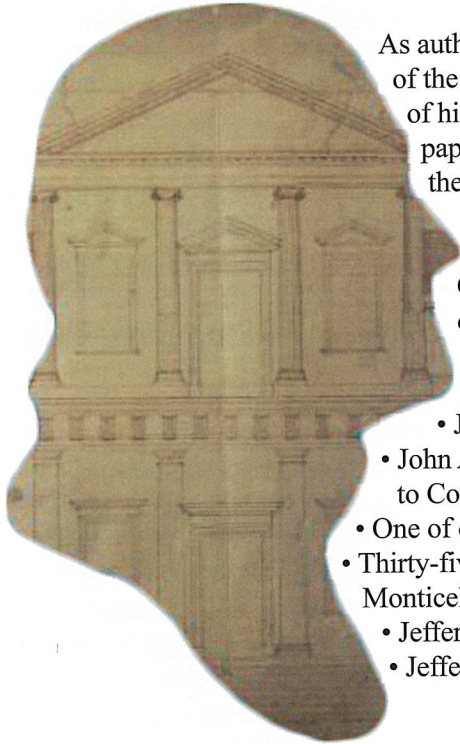 As auth
of the
of hi
pap
the
• J
• John A
to Co
• One of
• Thirty-fiv
Monticel
• Jeffer
• Jeffe